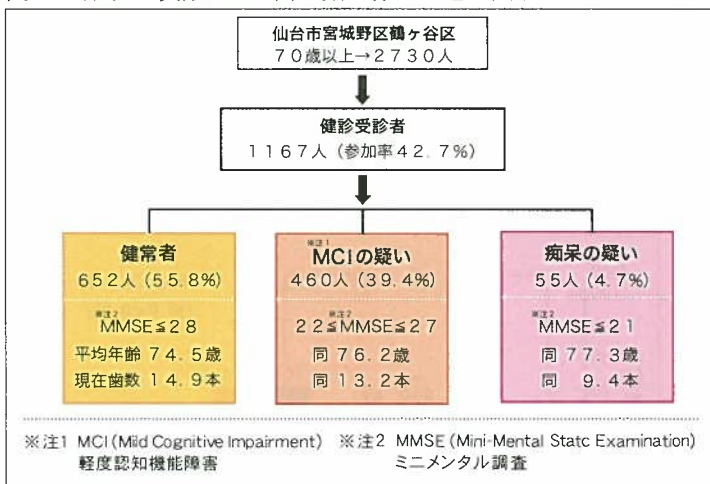 仙台市宮城野区鶴ヶ谷区
70歳以上→2730人
健診受診者
1167人(参加率42.7%)
健常者
652人(55.8%)
※注2
MMSE≦28
平均年齢74.5歳
現在歯数14.9本
※注1
MCIの疑い
460人(39.4%)
※注2
22≦MMSE≦27
同76.2歳
同13.2本
痴呆の疑い
55人(4.7%)
※注2
MMSE≦21
同77.3歳
同 9.4本
※注1 MCI(Mild Cognitive Impairment)
軽度認知機能障害
※注2 MMSE(Mini-Mental Statc Examination)
ミニメンタル調査